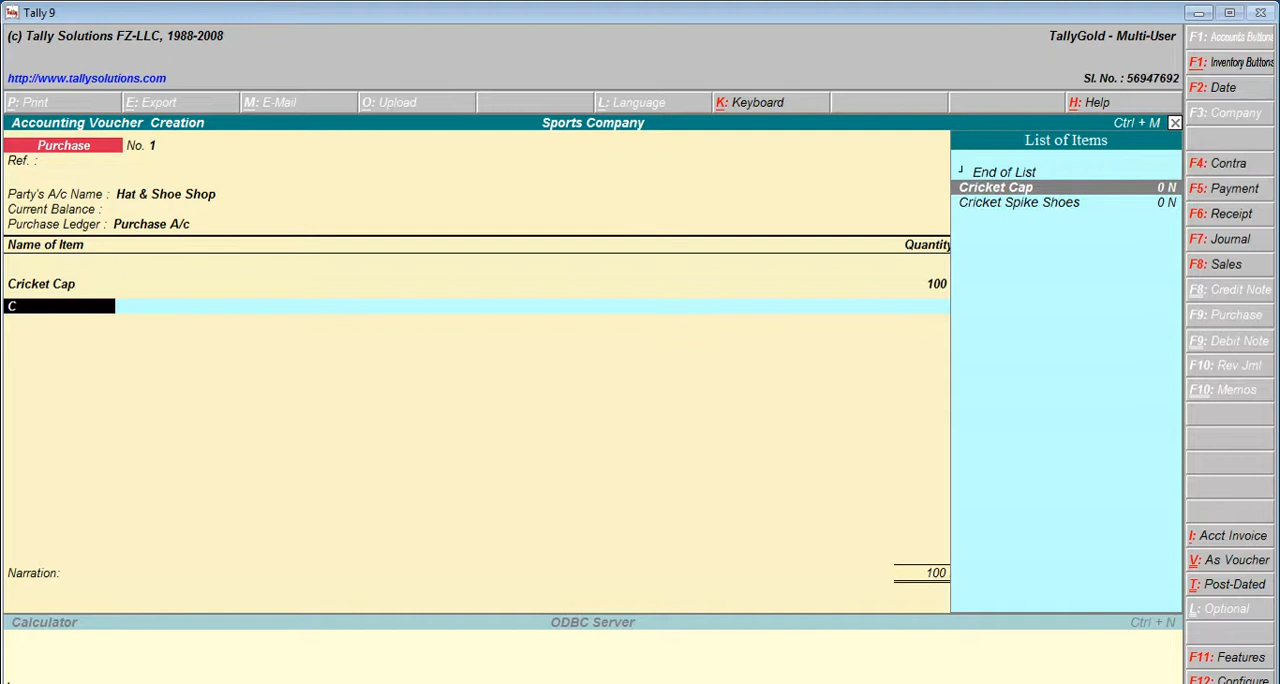 Tally 9
(c) Tally Solutions FZ-LLC, 1988-2008 TallyGold - Multi-User
http://www.tallysolutions.com Sl. No. : 56947692
P: Print E: Export M: E-Mail O: Upload L: Language K: Keyboard H: Help
Accounting Voucher Creation Sports Company Ctrl + M
Purchase No. 1
Ref. :
Party's A/c Name : Hat & Shoe Shop
Current Balance :
Purchase Ledger : Purchase A/c
Name of Item Quantity
Cricket Cap 100
C
Narration: 100
List of Items
End of List
Cricket Cap 0 N
Cricket Spike Shoes 0 N
Calculator ODBC Server Ctrl + N
F1: Accounts Button
F1: Inventory Buttons
F2: Date
F3: Company
F4: Contra
F5: Payment
F6: Receipt
F7: Journal
F8: Sales
F8: Credit Note
F9: Purchase
F9: Debit Note
F10: Rev Jrnl
F10: Memos
I: Acct Invoice
V: As Voucher
T: Post-Dated
L: Optional
F11: Features
F12: Configure